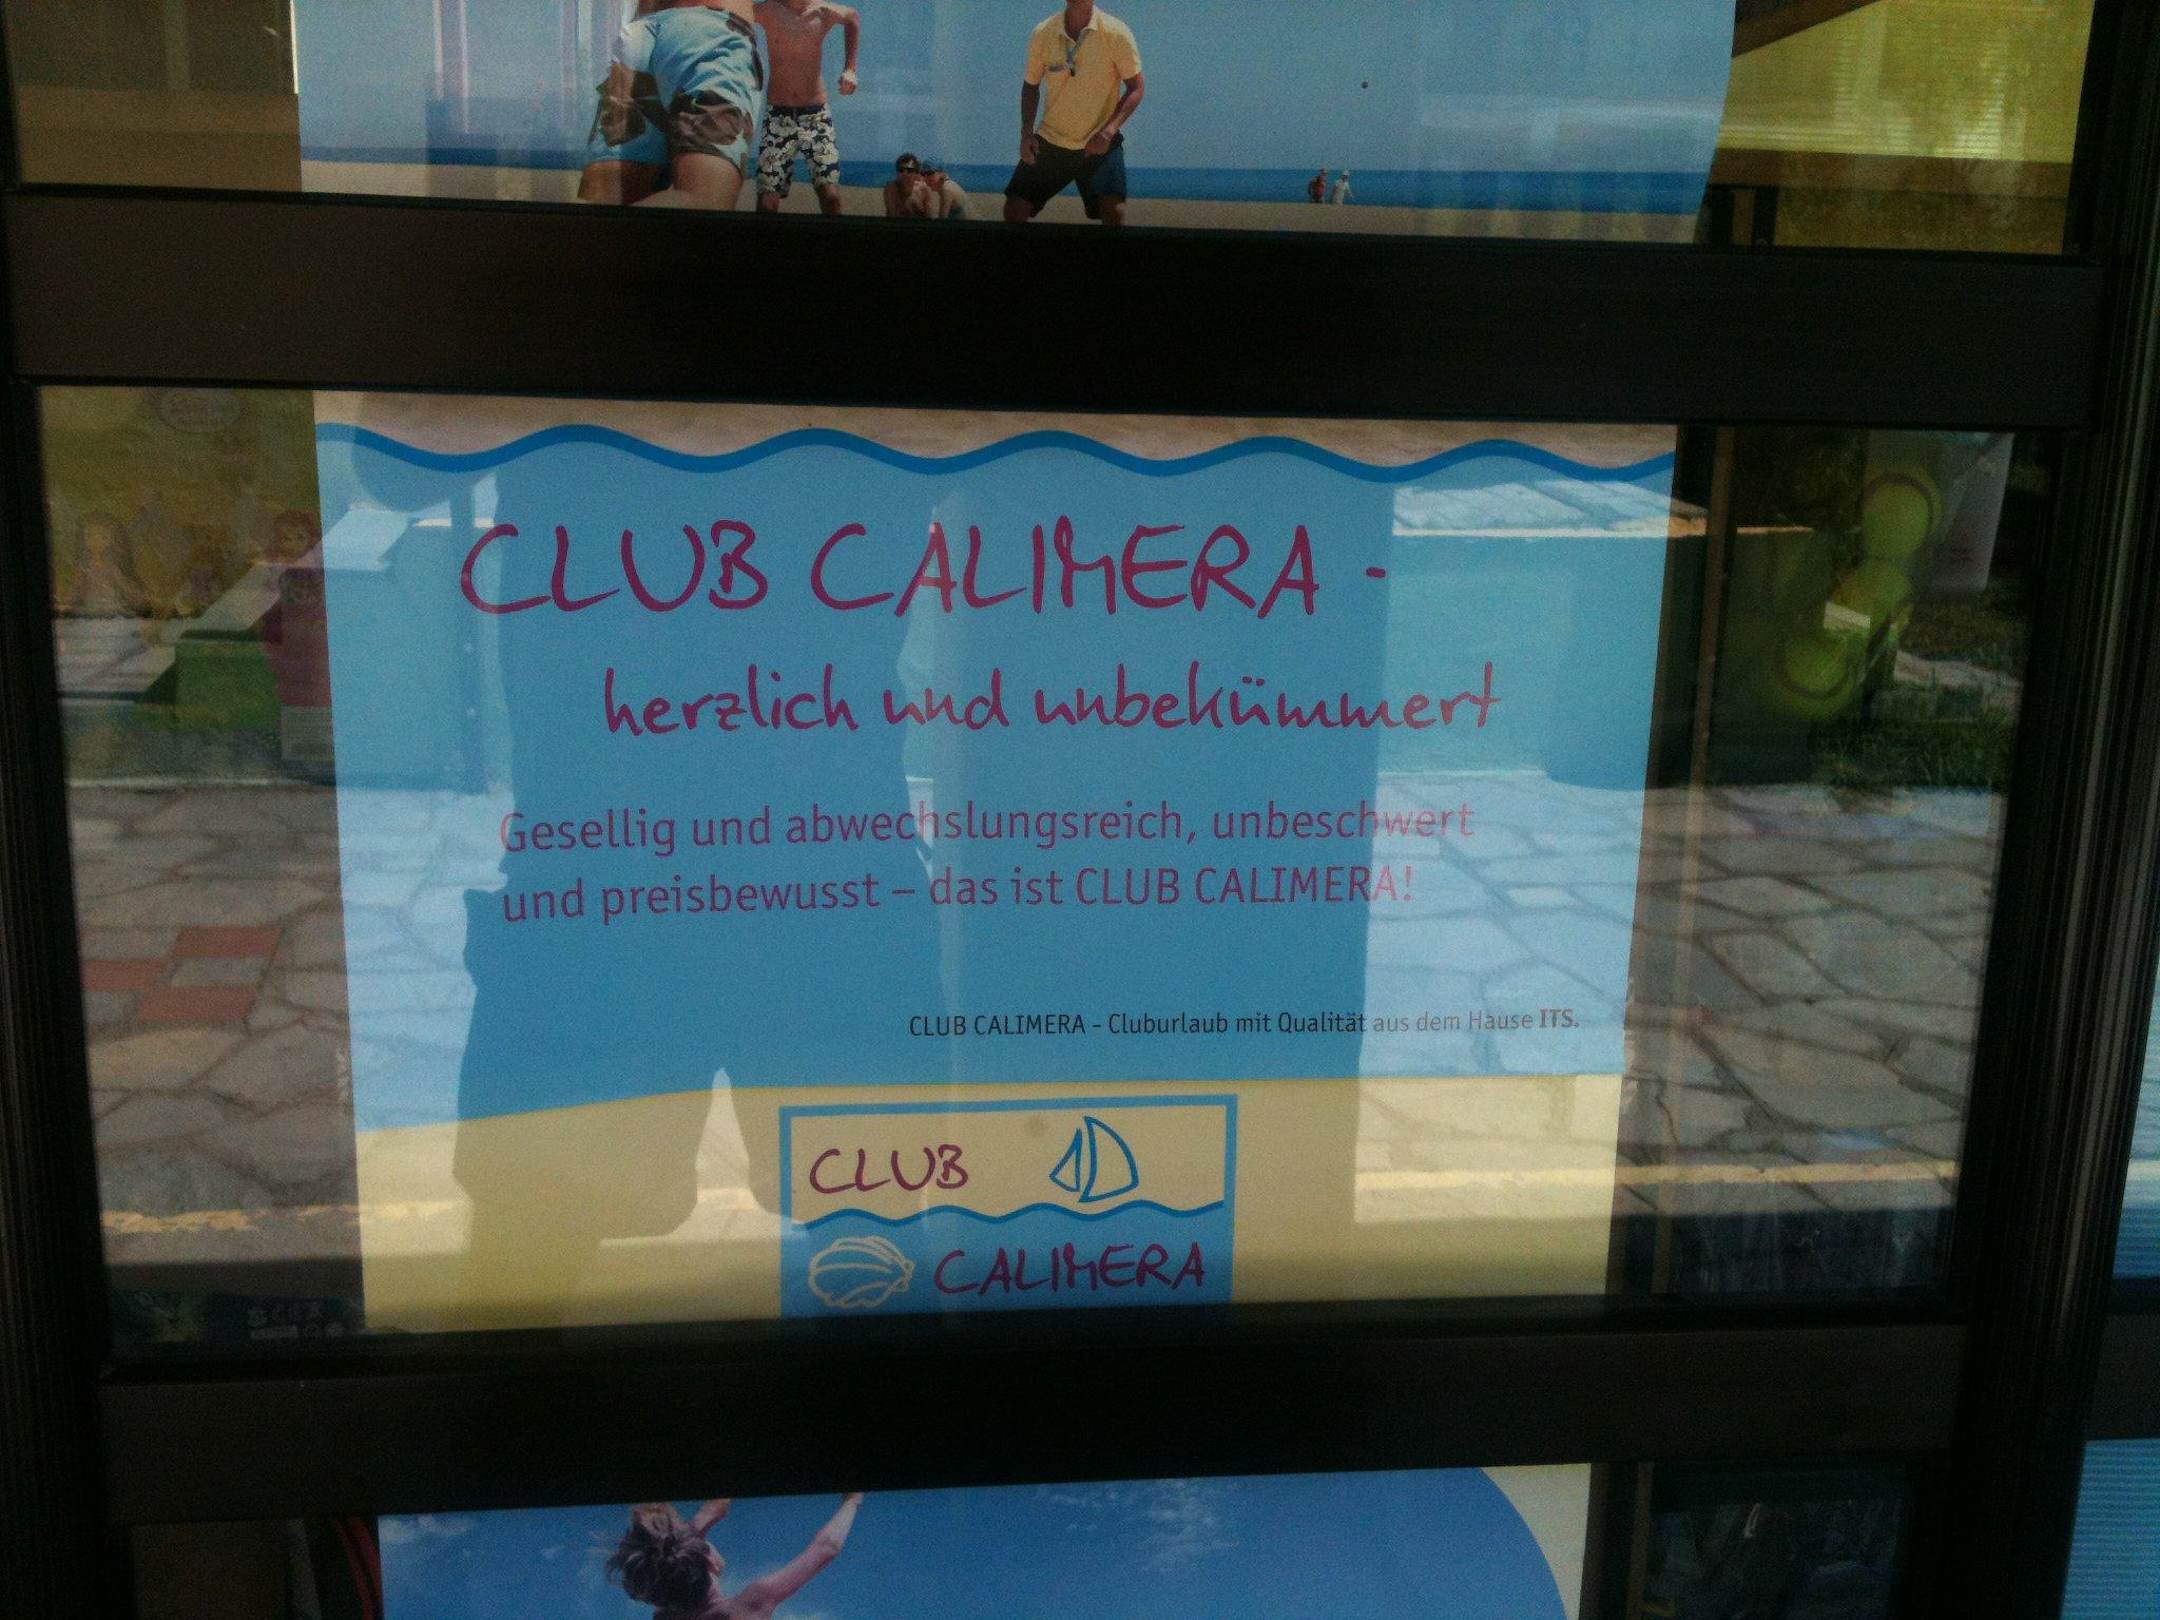 CLUB CALIMERA -
herzlich und unbekümmert
Gesellig und abwechslungsreich, unbeschwert
und preisbewusst – das ist CLUB CALIMERA!
CLUB CALIMERA - Cluburlaub mit Qualität aus dem Hause ITS.
CLUB
CALIMERA